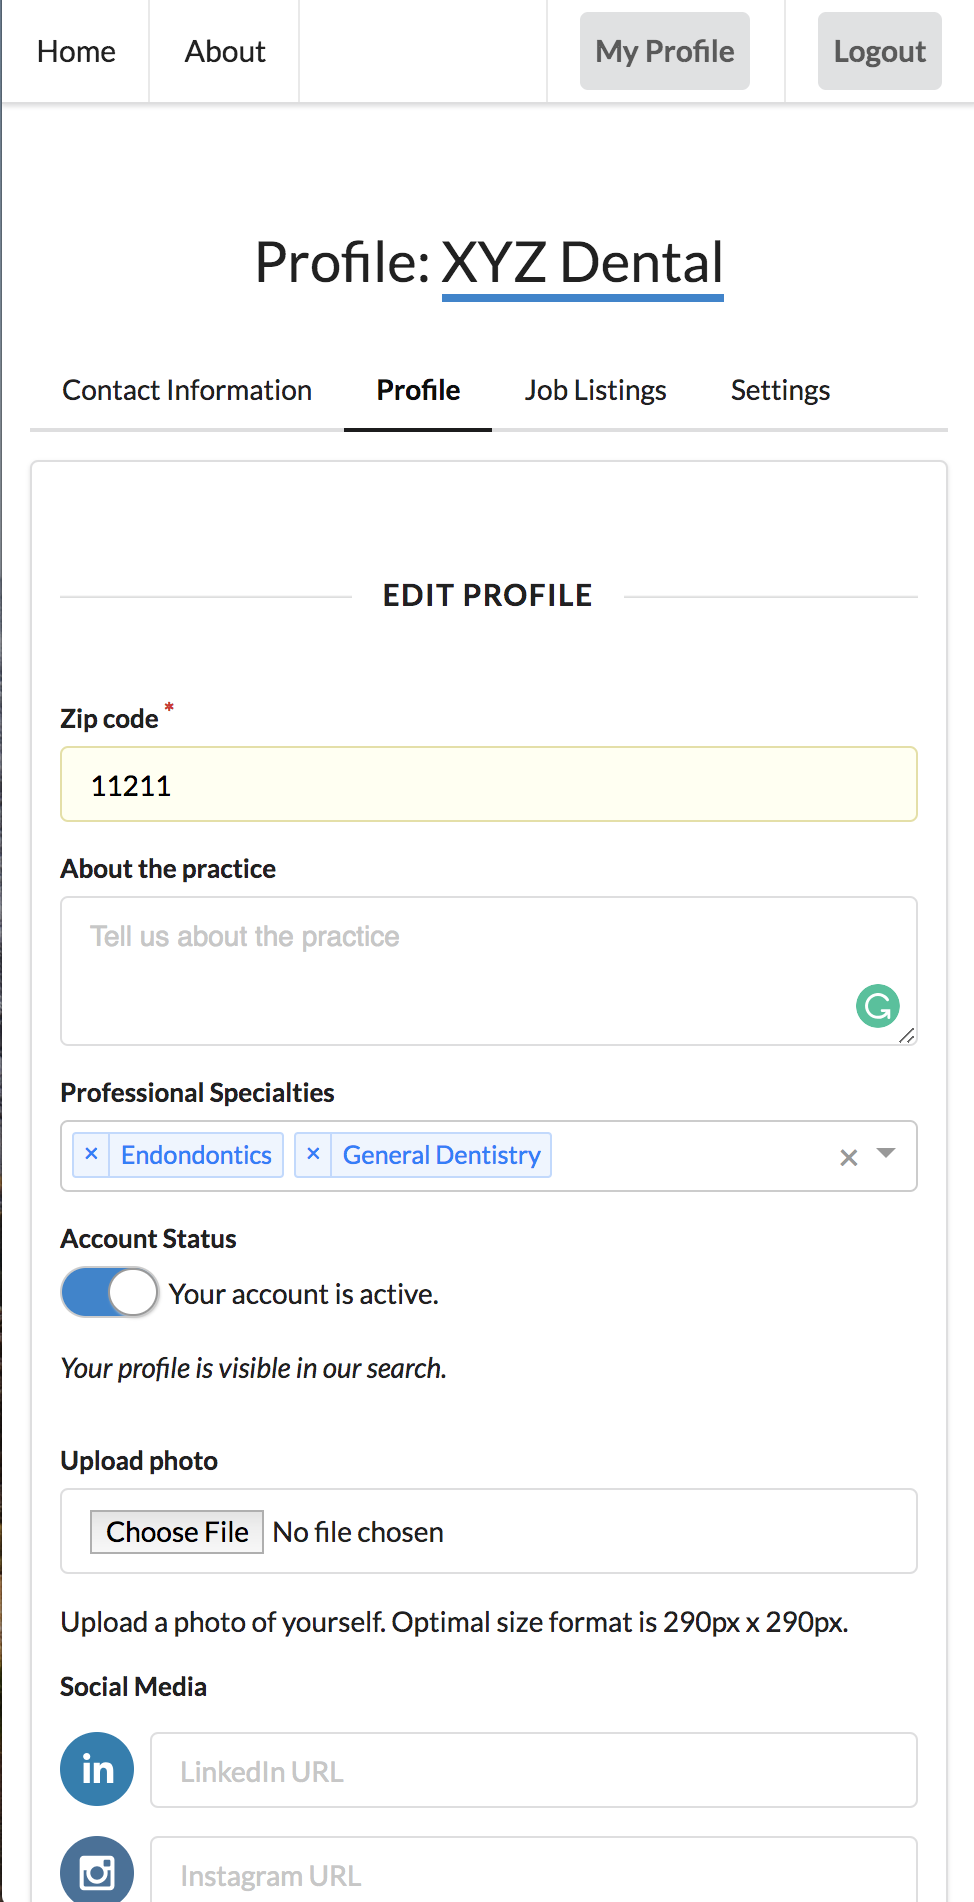 Home About My Profile Logout
Profile: XYZ Dental
Contact Information Profile Job Listings Settings
EDIT PROFILE
Zip code *
11211
About the practice
Tell us about the practice
Professional Specialties
× Endondontics × General Dentistry ×
Account Status
Your account is active.
Your profile is visible in our search.
Upload photo
Choose File No file chosen
Upload a photo of yourself. Optimal size format is 290px x 290px.
Social Media
in LinkedIn URL
Instagram URL